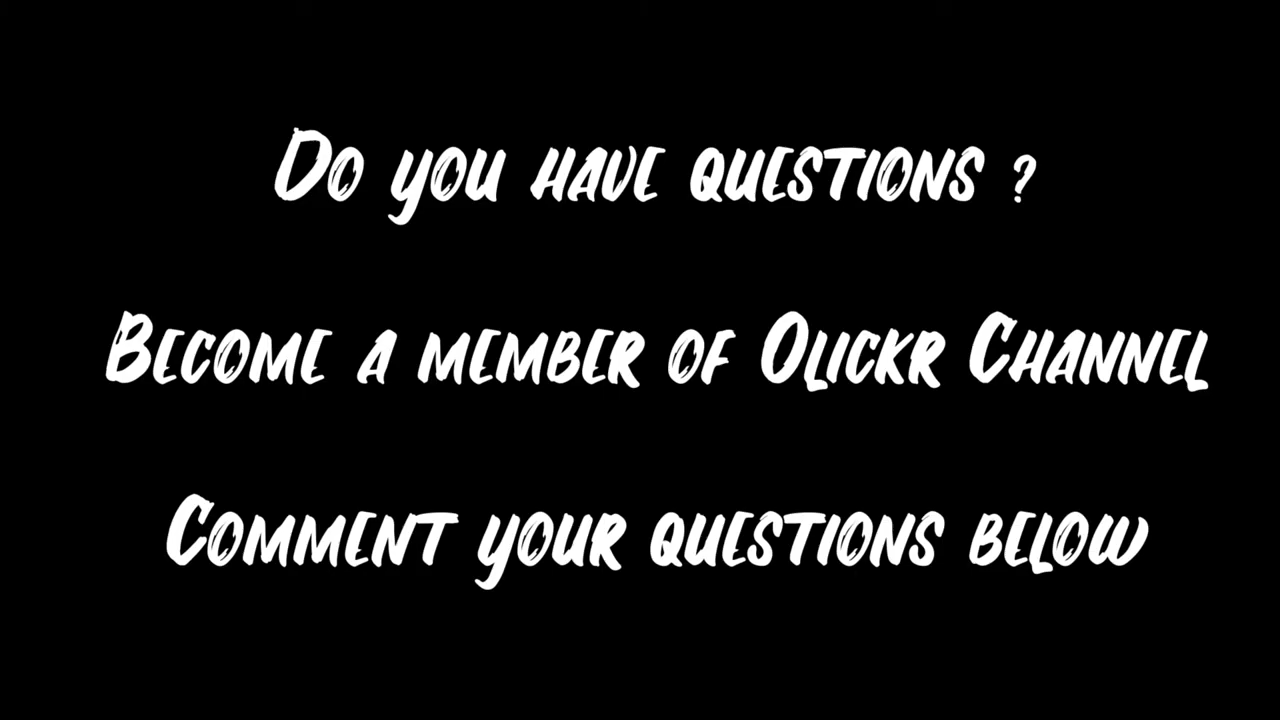 Do you have questions ?
Become a member of Olickr Channel
Comment your questions below